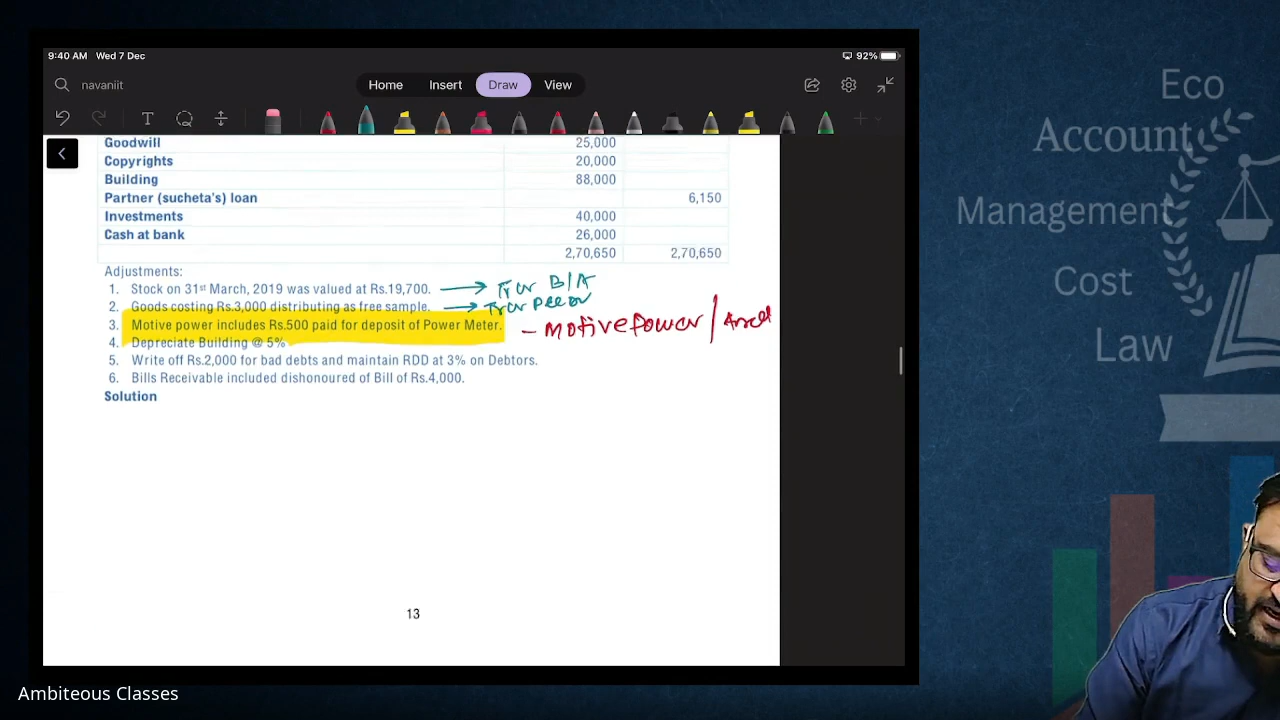 9:40 AM Wed 7 Dec
92%
navaniit
Home Insert Draw View
Goodwill 25,000
Copyrights 20,000
Building 88,000
Partner (sucheta's) loan 6,150
Investments 40,000
Cash at bank 26,000
2,70,650 2,70,650
Adjustments:
1. Stock on 31st March, 2019 was valued at Rs.19,700. Tr B/A
2. Goods costing Rs.3,000 distributing as free sample.
3. Motive power includes Rs.500 paid for deposit of Power Meter. - Motive Power /
4. Depreciate Building @ 5%
5. Write off Rs.2,000 for bad debts and maintain RDD at 3% on Debtors.
6. Bills Receivable included dishonoured of Bill of Rs.4,000.
Solution
13
Eco
Account
Management
Cost
Law
Ambiteous Classes